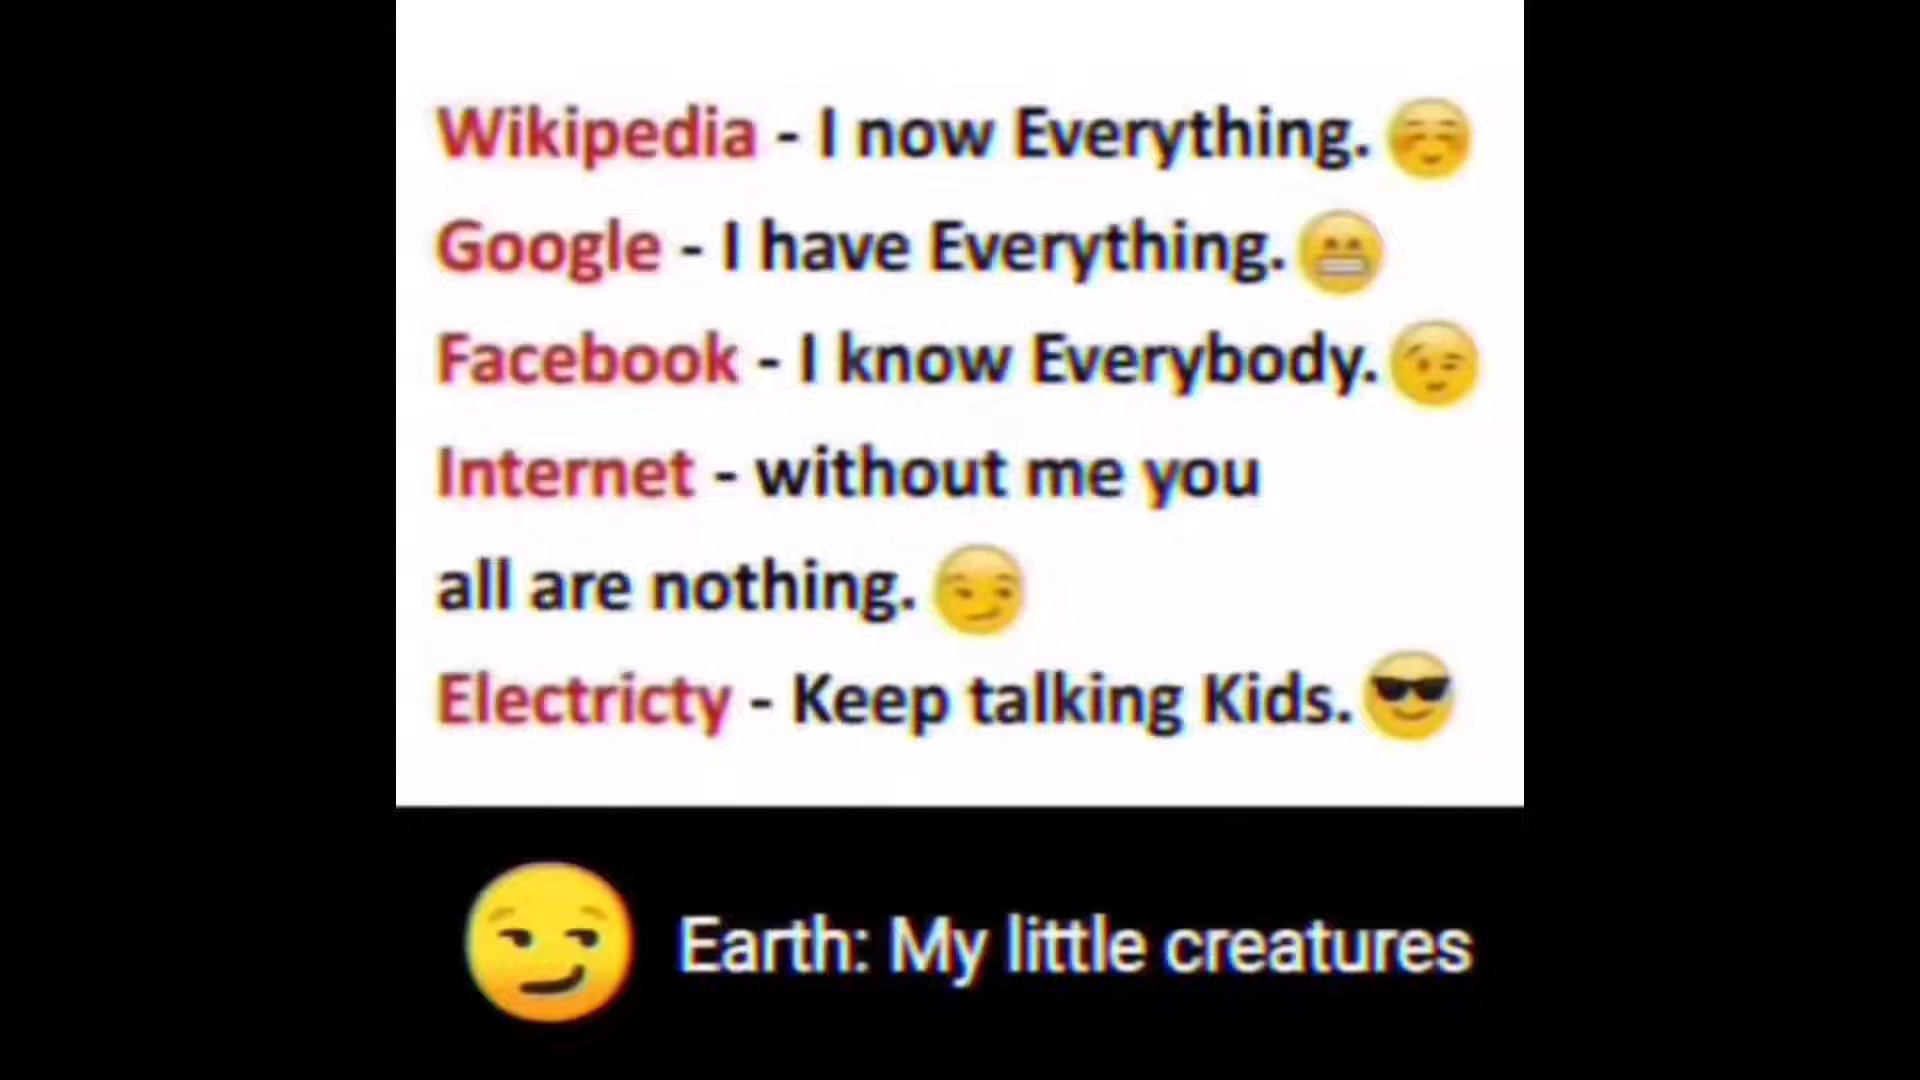 Wikipedia - I now Everything. ☺️
Google - I have Everything. 😁
Facebook - I know Everybody. 😉
Internet - without me you
all are nothing. 😏
Electricty - Keep talking Kids. 😎
😏 Earth: My little creatures